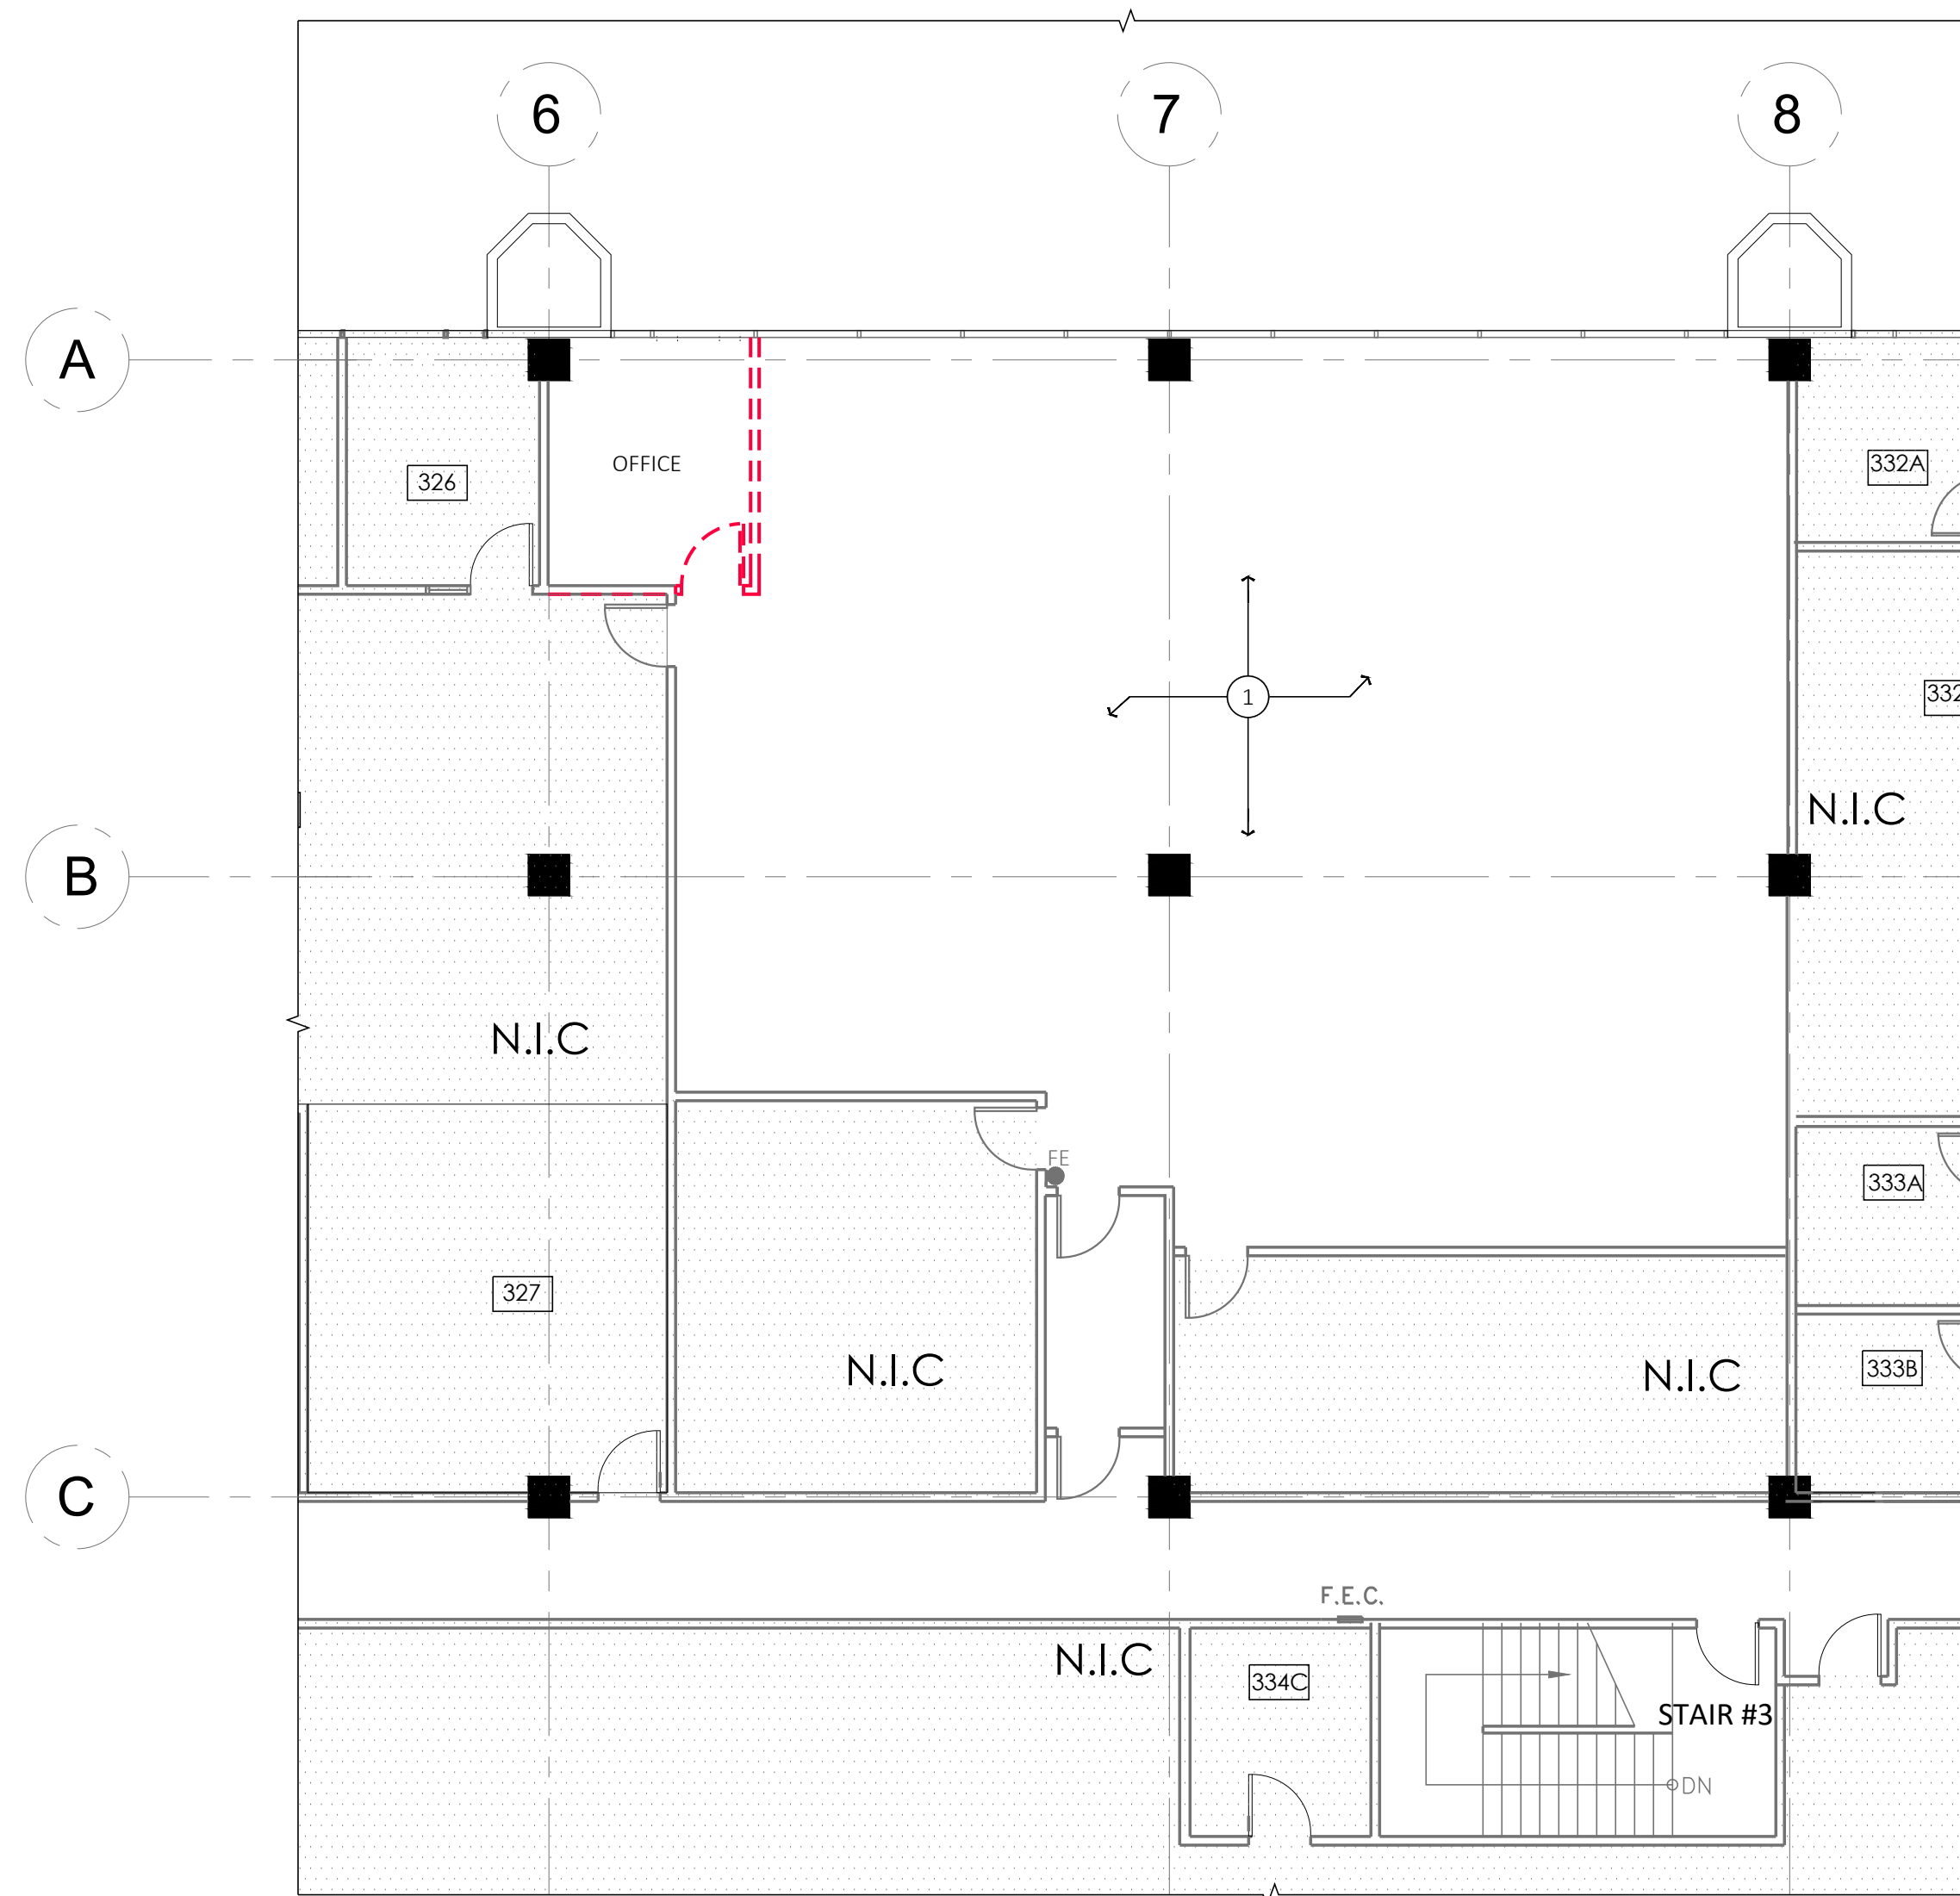 6
7
8
A
OFFICE
326
332A
1
332
N.I.C
B
N.I.C
FE
333A
327
N.I.C
N.I.C
333B
C
F.E.C.
N.I.C
334C
STAIR #3
DN